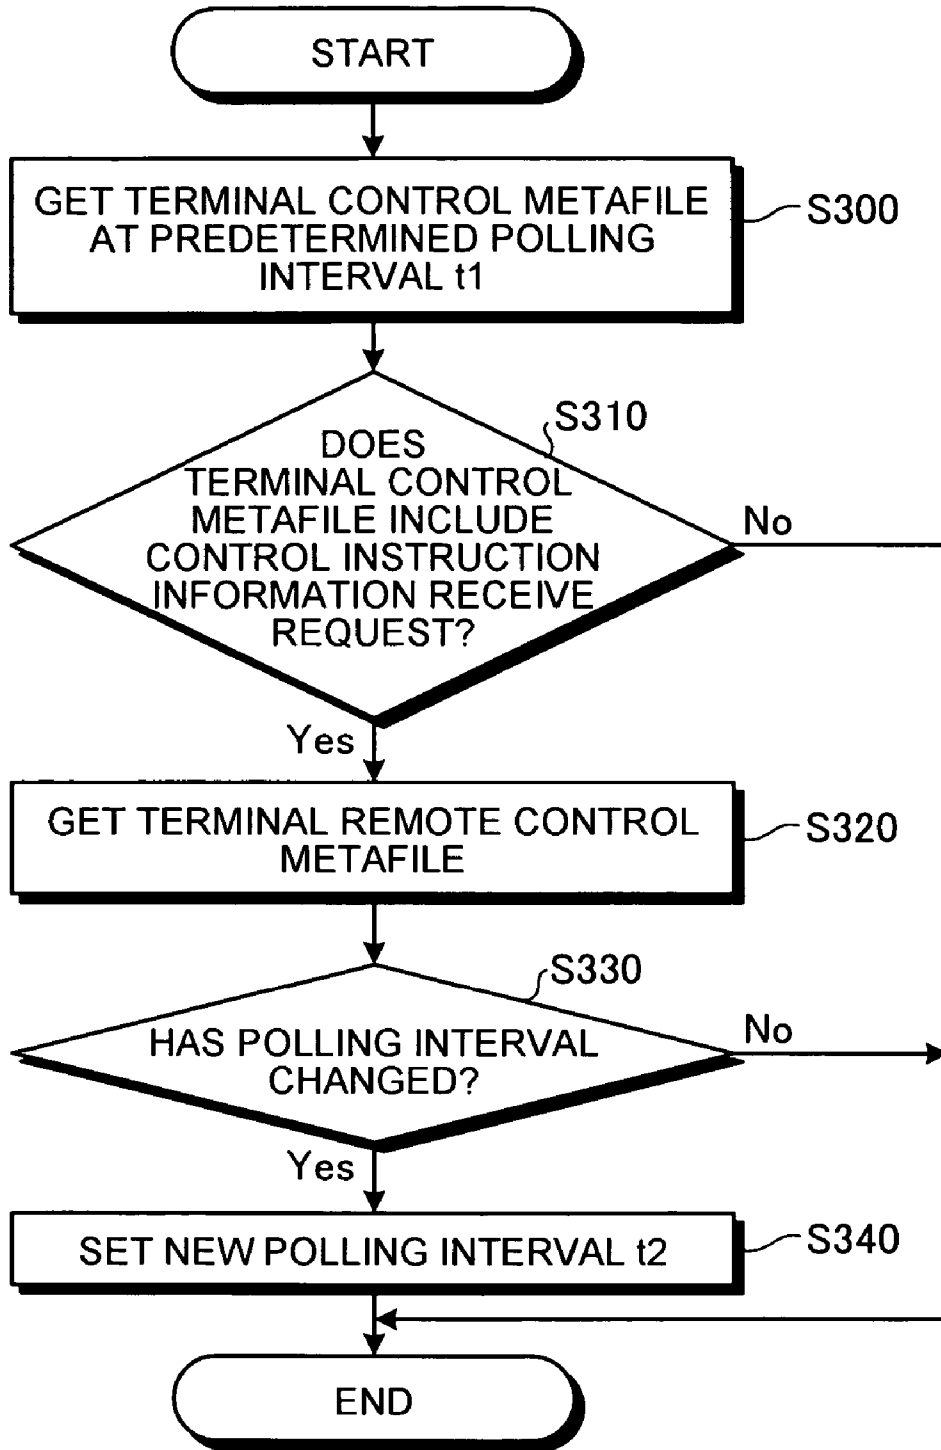 START
GET TERMINAL CONTROL METAFILE
AT PREDETERMINED POLLING
INTERVAL t1
S300
S310
DOES
TERMINAL CONTROL
METAFILE INCLUDE
CONTROL INSTRUCTION
INFORMATION RECEIVE
REQUEST?
No
Yes
GET TERMINAL REMOTE CONTROL
METAFILE
S320
S330
HAS POLLING INTERVAL
CHANGED?
No
Yes
SET NEW POLLING INTERVAL t2
S340
END